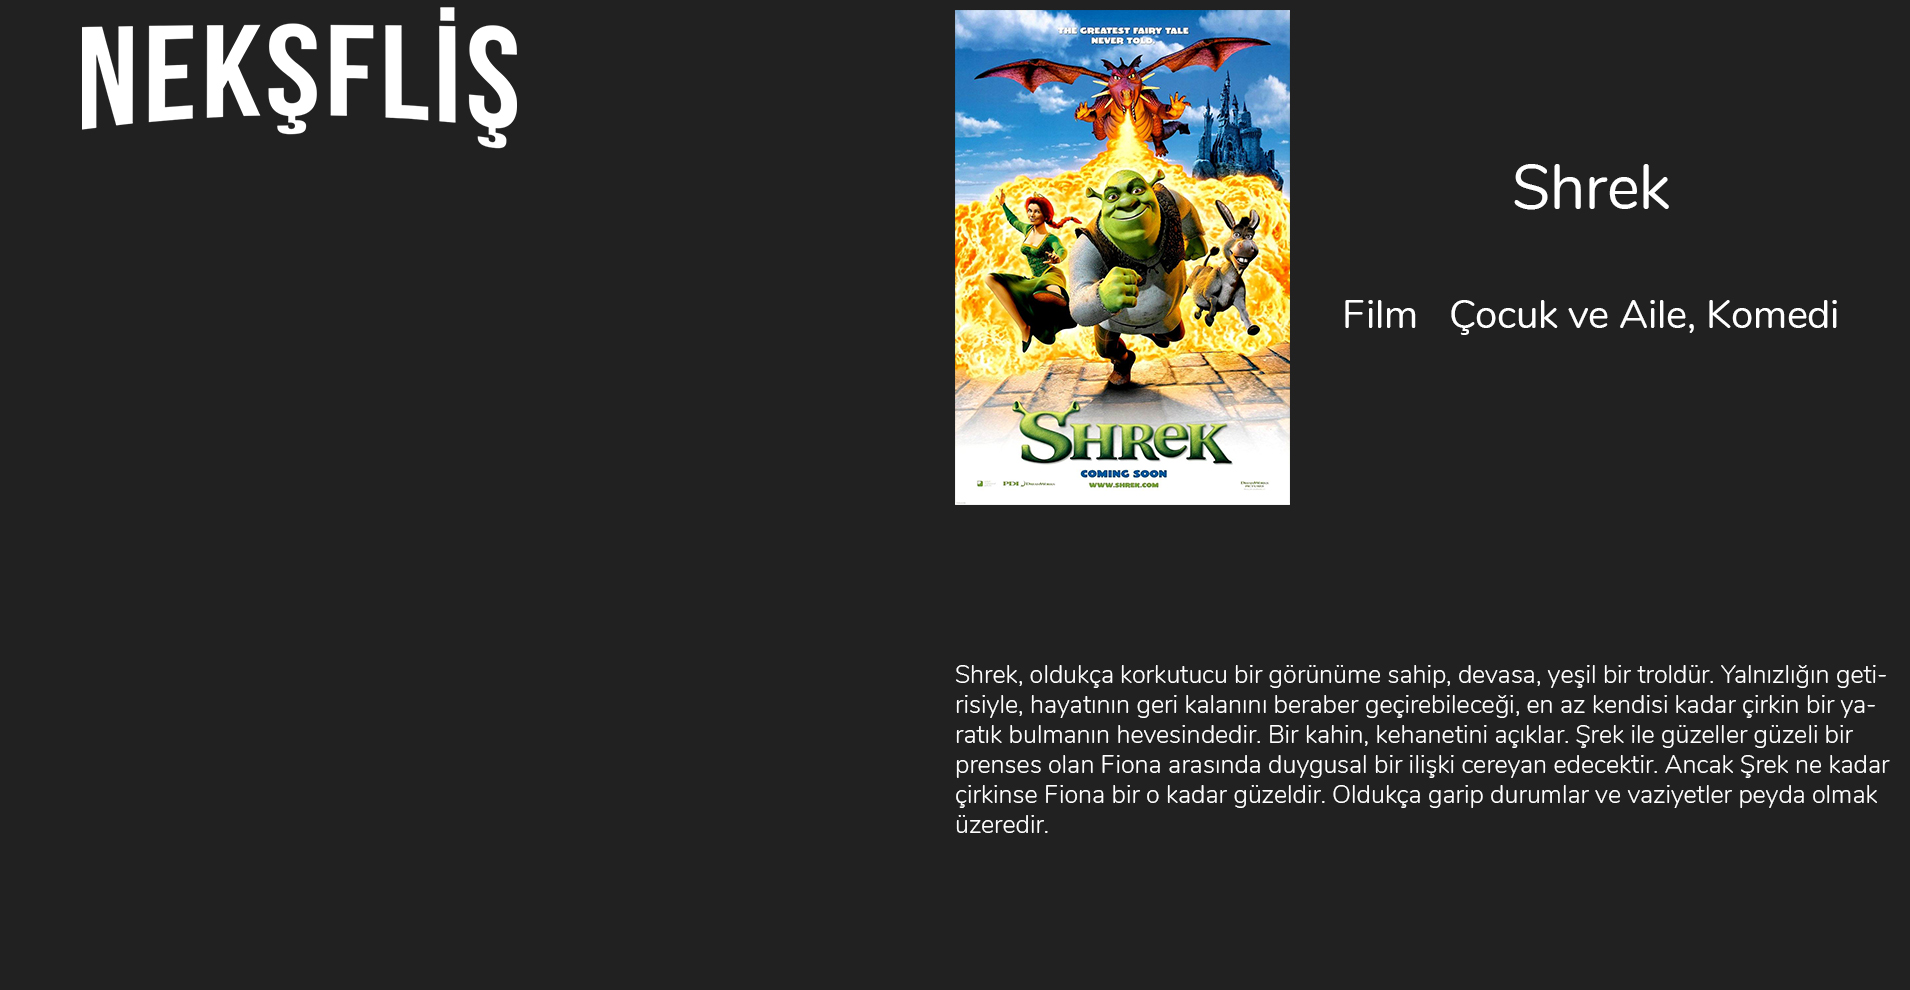 NEKŞFLİŞ
THE GREATEST FAIRY TALE
NEVER TOLD.
SHREK
COMING SOON
WWW.SHREK.COM
PDI DREAMWORKS
Shrek
Film Çocuk ve Aile, Komedi
Shrek, oldukça korkutucu bir görünüme sahip, devasa, yeşil bir troldür. Yalnızlığın geti-
risiyle, hayatının geri kalanını beraber geçirebileceği, en az kendisi kadar çirkin bir ya-
ratık bulmanın hevesindedir. Bir kahin, kehanetini açıklar. Şrek ile güzeller güzeli bir
prenses olan Fiona arasında duygusal bir ilişki cereyan edecektir. Ancak Şrek ne kadar
çirkinse Fiona bir o kadar güzeldir. Oldukça garip durumlar ve vaziyetler peyda olmak
üzeredir.